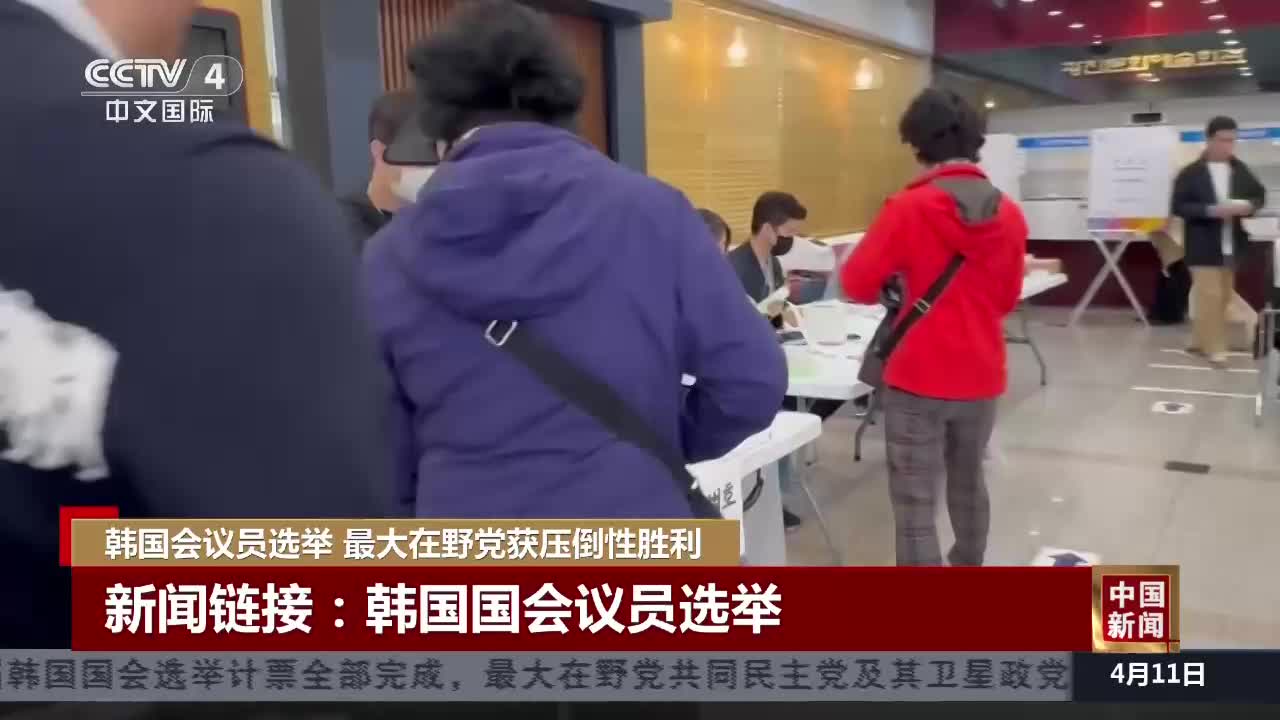 CCTV 4
中文国际
韩国会议员选举 最大在野党获压倒性胜利
新闻链接：韩国国会议员选举
中国
新闻
韩国国会选举计票全部完成，最大在野党共同民主党及其卫星政党
4月11日